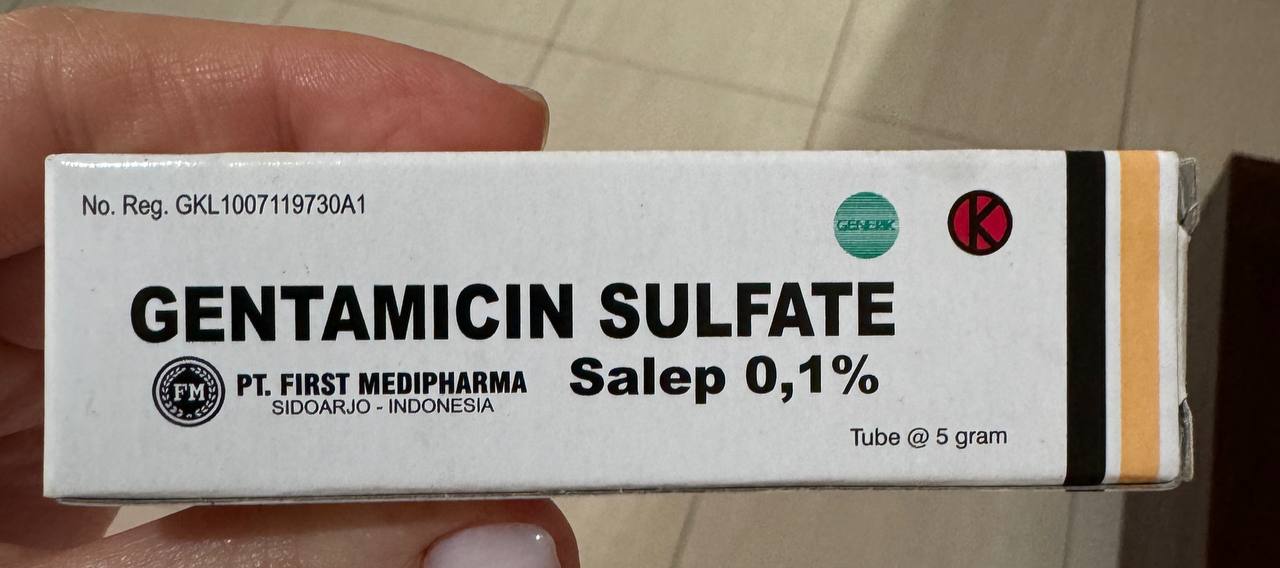 No. Reg. GKL1007119730A1
GENERIK
K
GENTAMICIN SULFATE
Salep 0,1%
FM
PT. FIRST MEDIPHARMA
SIDOARJO - INDONESIA
Tube @ 5 gram